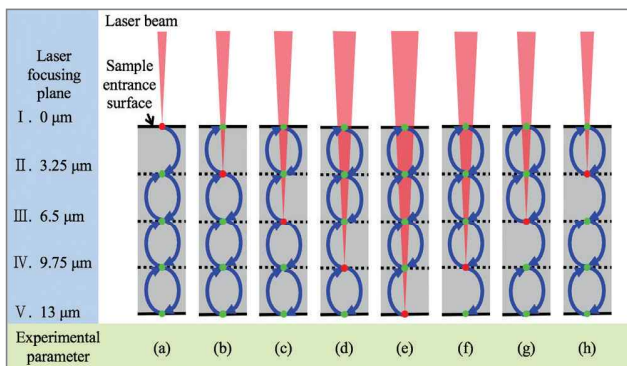 Laser beam
Laser
focusing
plane
Sample
entrance
surface
Ⅰ. 0 μm
Ⅱ. 3.25 μm
Ⅲ. 6.5 μm
Ⅳ. 9.75 μm
Ⅴ. 13 μm
Experimental
parameter
(a) (b) (c) (d) (e) (f) (g) (h)